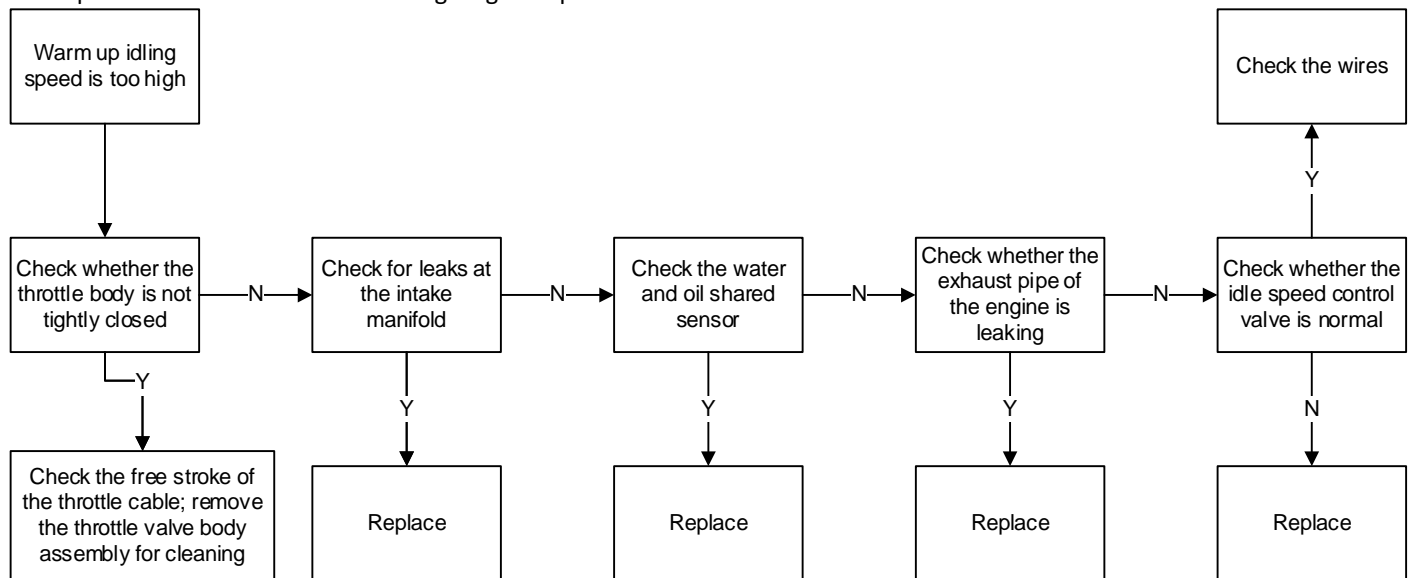 Warm up idling
speed is too high
Check the wires
Y
Check whether the
throttle body is not
tightly closed
N
Check for leaks at
the intake
manifold
N
Check the water
and oil shared
sensor
N
Check whether the
exhaust pipe of
the engine is
leaking
N
Check whether the
idle speed control
valve is normal
Y
Y
Y
Y
N
Check the free stroke of
the throttle cable; remove
the throttle valve body
assembly for cleaning
Replace
Replace
Replace
Replace